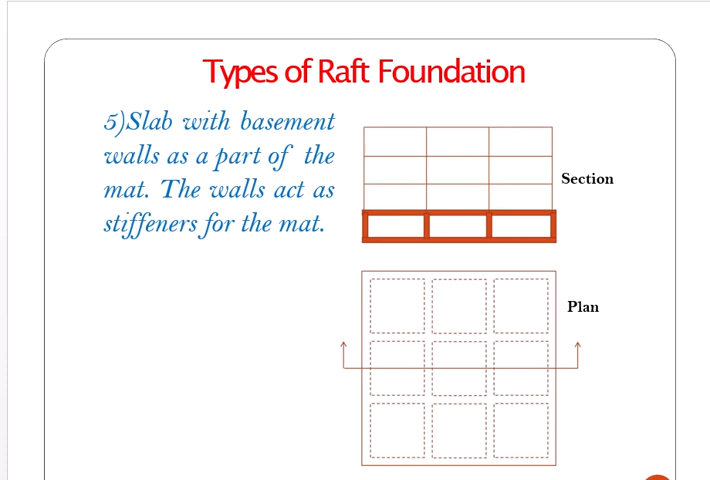 Types of Raft Foundation
5)Slab with basement
walls as a part of the
mat. The walls act as
stiffeners for the mat.
Section
Plan